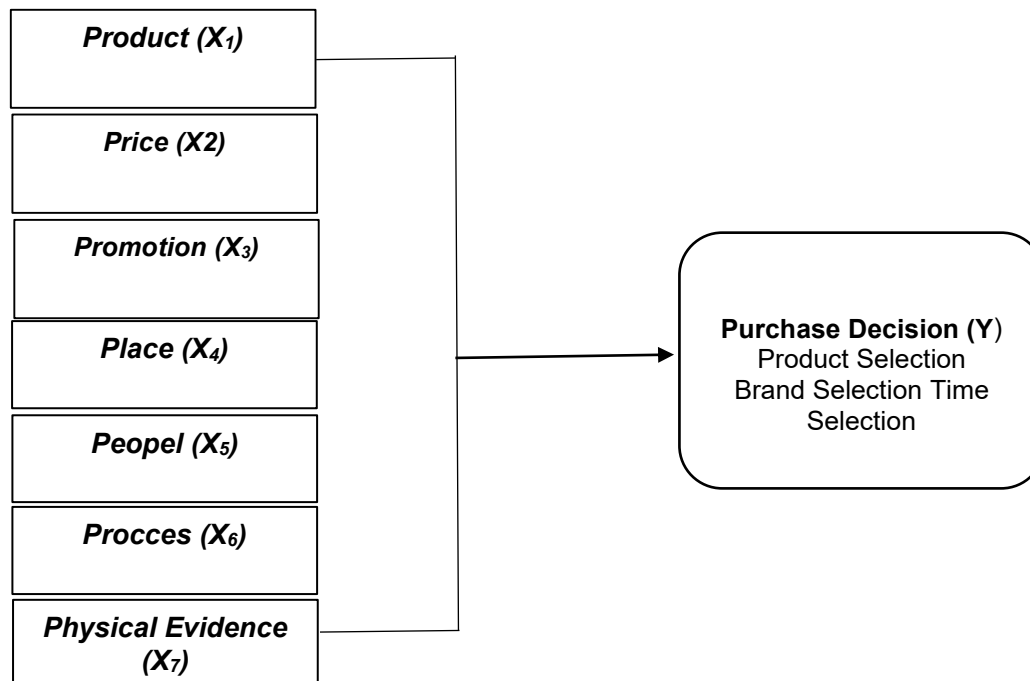 Product (X1)
Price (X2)
Promotion (X3)
Place (X4)
Peopel (X5)
Procces (X6)
Physical Evidence
(X7)
Purchase Decision (Y)
Product Selection
Brand Selection Time
Selection